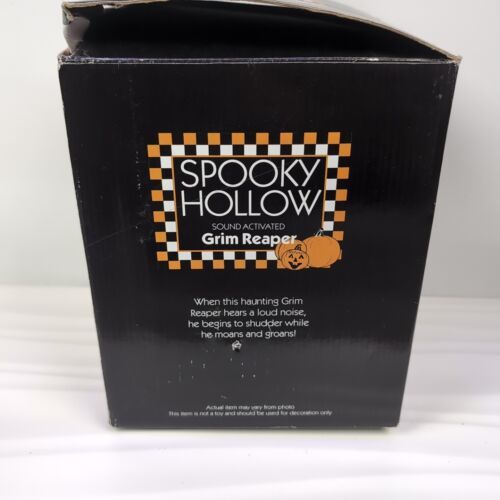 SPOOKY
HOLLOW
SOUND ACTIVATED
Grim Reaper
When this haunting Grim
Reaper hears a loud noise,
he begins to shudder while
he moans and groans!
Actual item may vary from photo
This item is not a toy and should be used for decoration only